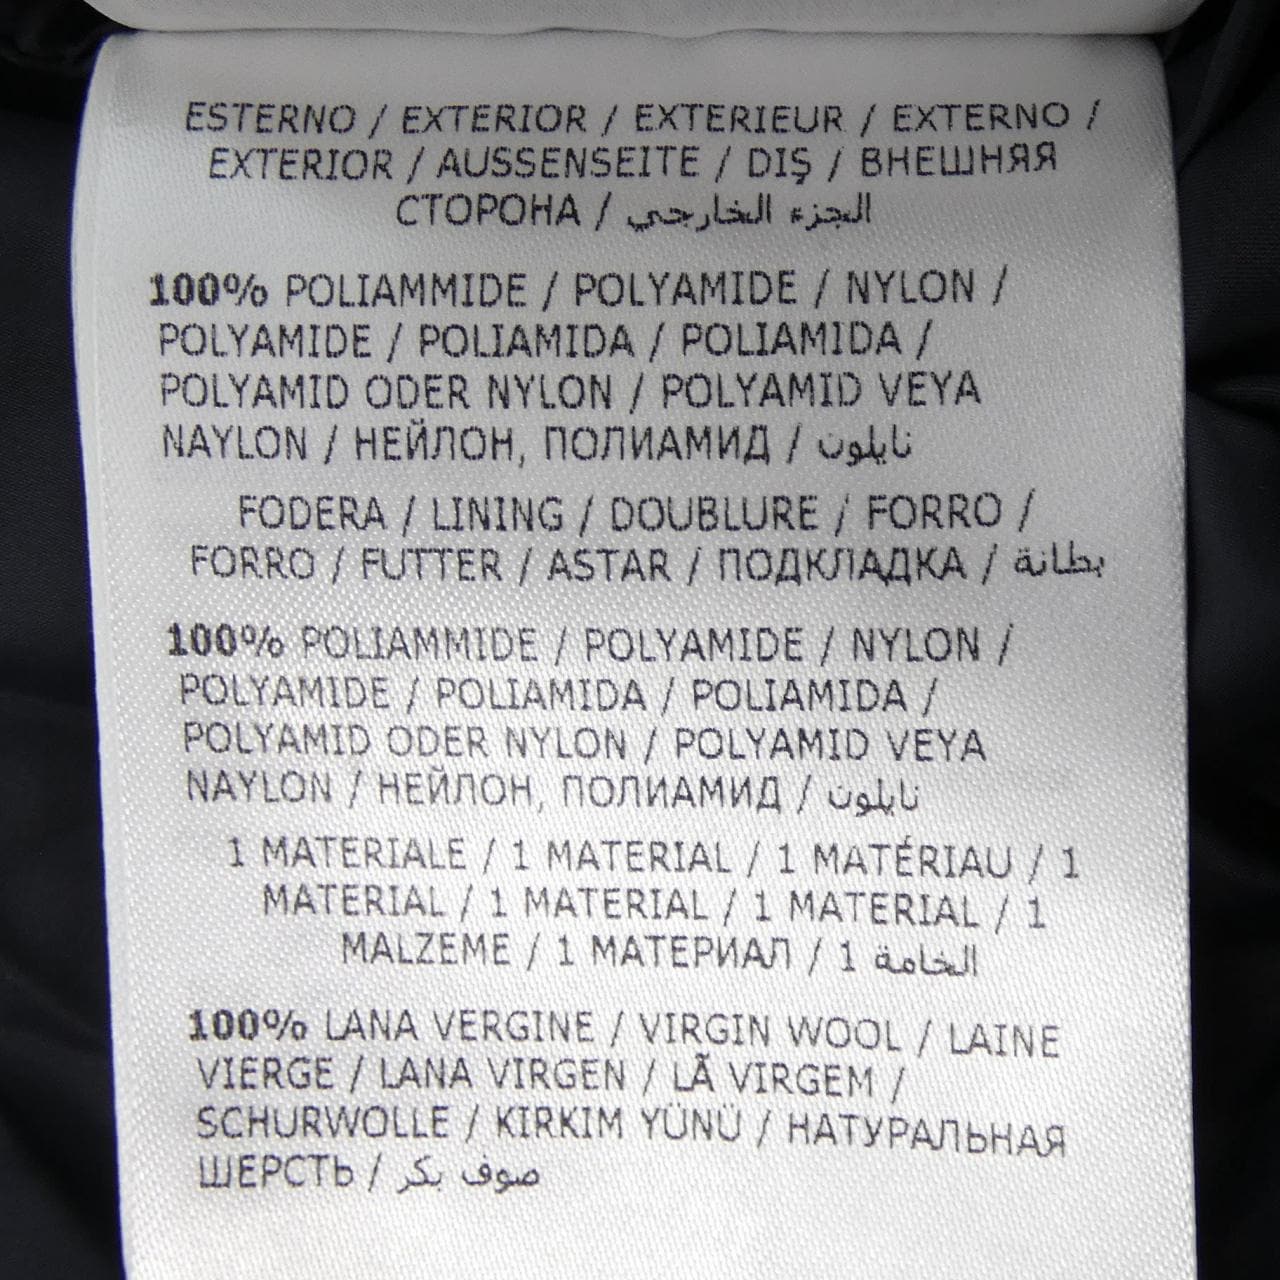 ESTERNO / EXTERIOR / EXTERIEUR / EXTERNO /
EXTERIOR / AUSSENSEITE / DIŞ / ВНЕШНЯЯ
СТОРОНА / الجزء الخارجي
100% POLIAMMIDE / POLYAMIDE / NYLON /
POLYAMIDE / POLIAMIDA / POLIAMIDA /
POLYAMID ODER NYLON / POLYAMID VEYA
NAYLON / НЕЙЛОН, ПОЛИАМИД / نايلون
FODERA / LINING / DOUBLURE / FORRO /
FORRO / FUTTER / ASTAR / ПОДКЛАДКА / بطانة
100% POLIAMMIDE / POLYAMIDE / NYLON /
POLYAMIDE / POLIAMIDA / POLIAMIDA /
POLYAMID ODER NYLON / POLYAMID VEYA
NAYLON / НЕЙЛОН, ПОЛИАМИД / نايلون
1 MATERIALE / 1 MATERIAL / 1 MATÉRIAU / 1
MATERIAL / 1 MATERIAL / 1 MATERIAL / 1
MALZEME / 1 МАТЕРИАЛ / 1 الخامة
100% LANA VERGINE / VIRGIN WOOL / LAINE
VIERGE / LANA VIRGEN / LÃ VIRGEM /
SCHURWOLLE / KIRKIM YÜNÜ / НАТУРАЛЬНАЯ
ШЕРСТЬ / صوف بكر